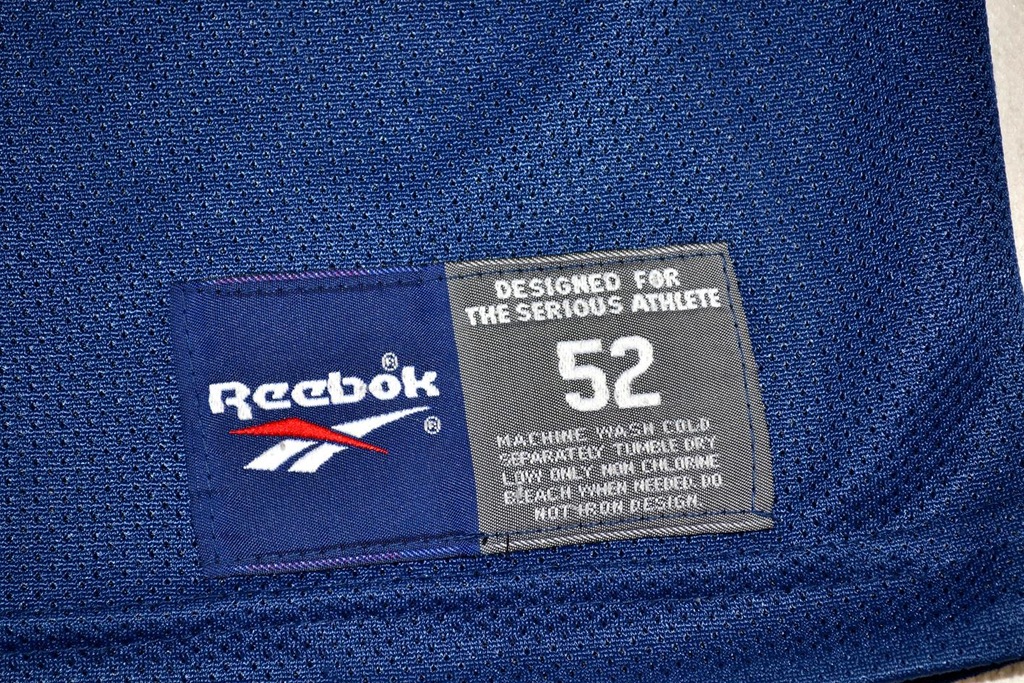 Reebok®
®
DESIGNED FOR
THE SERIOUS ATHLETE
52
MACHINE WASH COLD
SEPARATELY TUMBLE DRY
LOW ONLY NON CHLORINE
BLEACH WHEN NEEDED DO
NOT IRON DESIGN